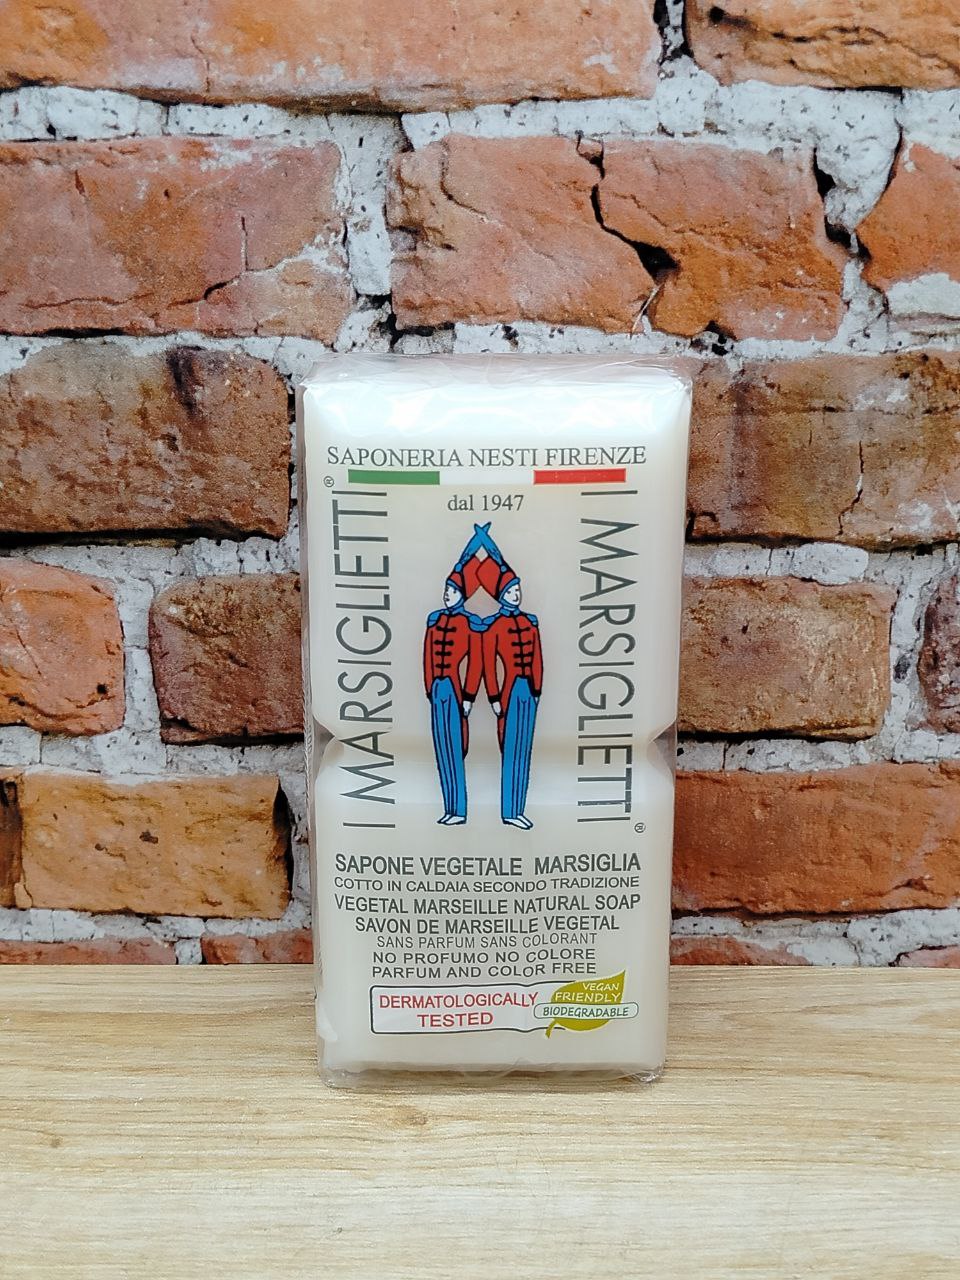 SAPONERIA NESTI FIRENZE
dal 1947
I MARSIGLIETTI®
I MARSIGLIETTI®
SAPONE VEGETALE MARSIGLIA
COTTO IN CALDAIA SECONDO TRADIZIONE
VEGETAL MARSEILLE NATURAL SOAP
SAVON DE MARSEILLE VEGETAL
SANS PARFUM SANS COLORANT
NO PROFUMO NO COLORE
PARFUM AND COLOR FREE
DERMATOLOGICALLY
TESTED
VEGAN
FRIENDLY
BIODEGRADABLE